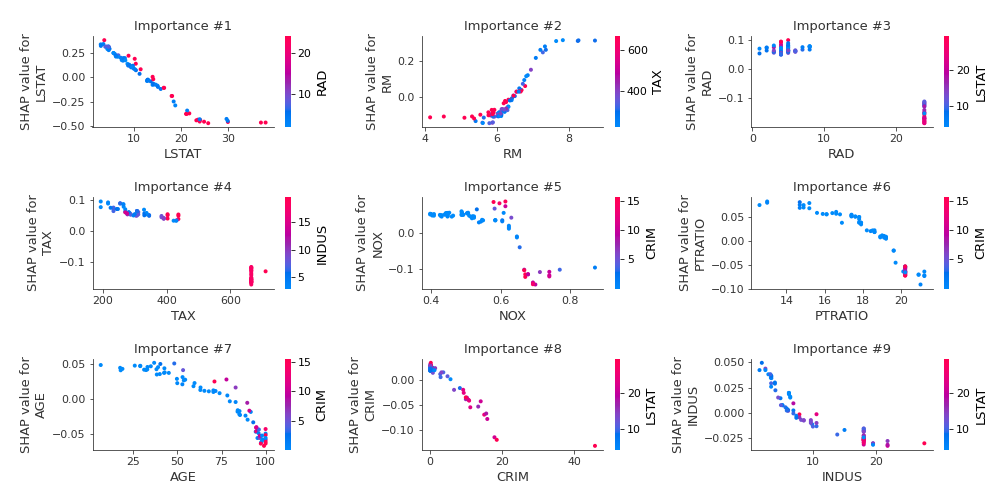 Importance #1
SHAP value for
LSTAT
0.25
0.00
−0.25
−0.50
10
20
30
LSTAT
20
10
RAD
Importance #2
SHAP value for
RM
0.2
0.0
4
6
8
RM
600
400
TAX
Importance #3
SHAP value for
RAD
0.1
0.0
−0.1
0
10
20
RAD
20
10
LSTAT
Importance #4
SHAP value for
TAX
0.1
0.0
−0.1
200
400
600
TAX
15
10
5
INDUS
Importance #5
SHAP value for
NOX
0.0
−0.1
0.4
0.6
0.8
NOX
15
10
5
CRIM
Importance #6
SHAP value for
PTRATIO
0.05
0.00
−0.05
−0.10
14
16
18
20
PTRATIO
15
10
5
CRIM
Importance #7
SHAP value for
AGE
0.05
0.00
−0.05
25
50
75
100
AGE
15
10
5
CRIM
Importance #8
SHAP value for
CRIM
0.00
−0.05
−0.10
0
20
40
CRIM
20
10
LSTAT
Importance #9
SHAP value for
INDUS
0.050
0.025
0.000
−0.025
10
20
INDUS
20
10
LSTAT